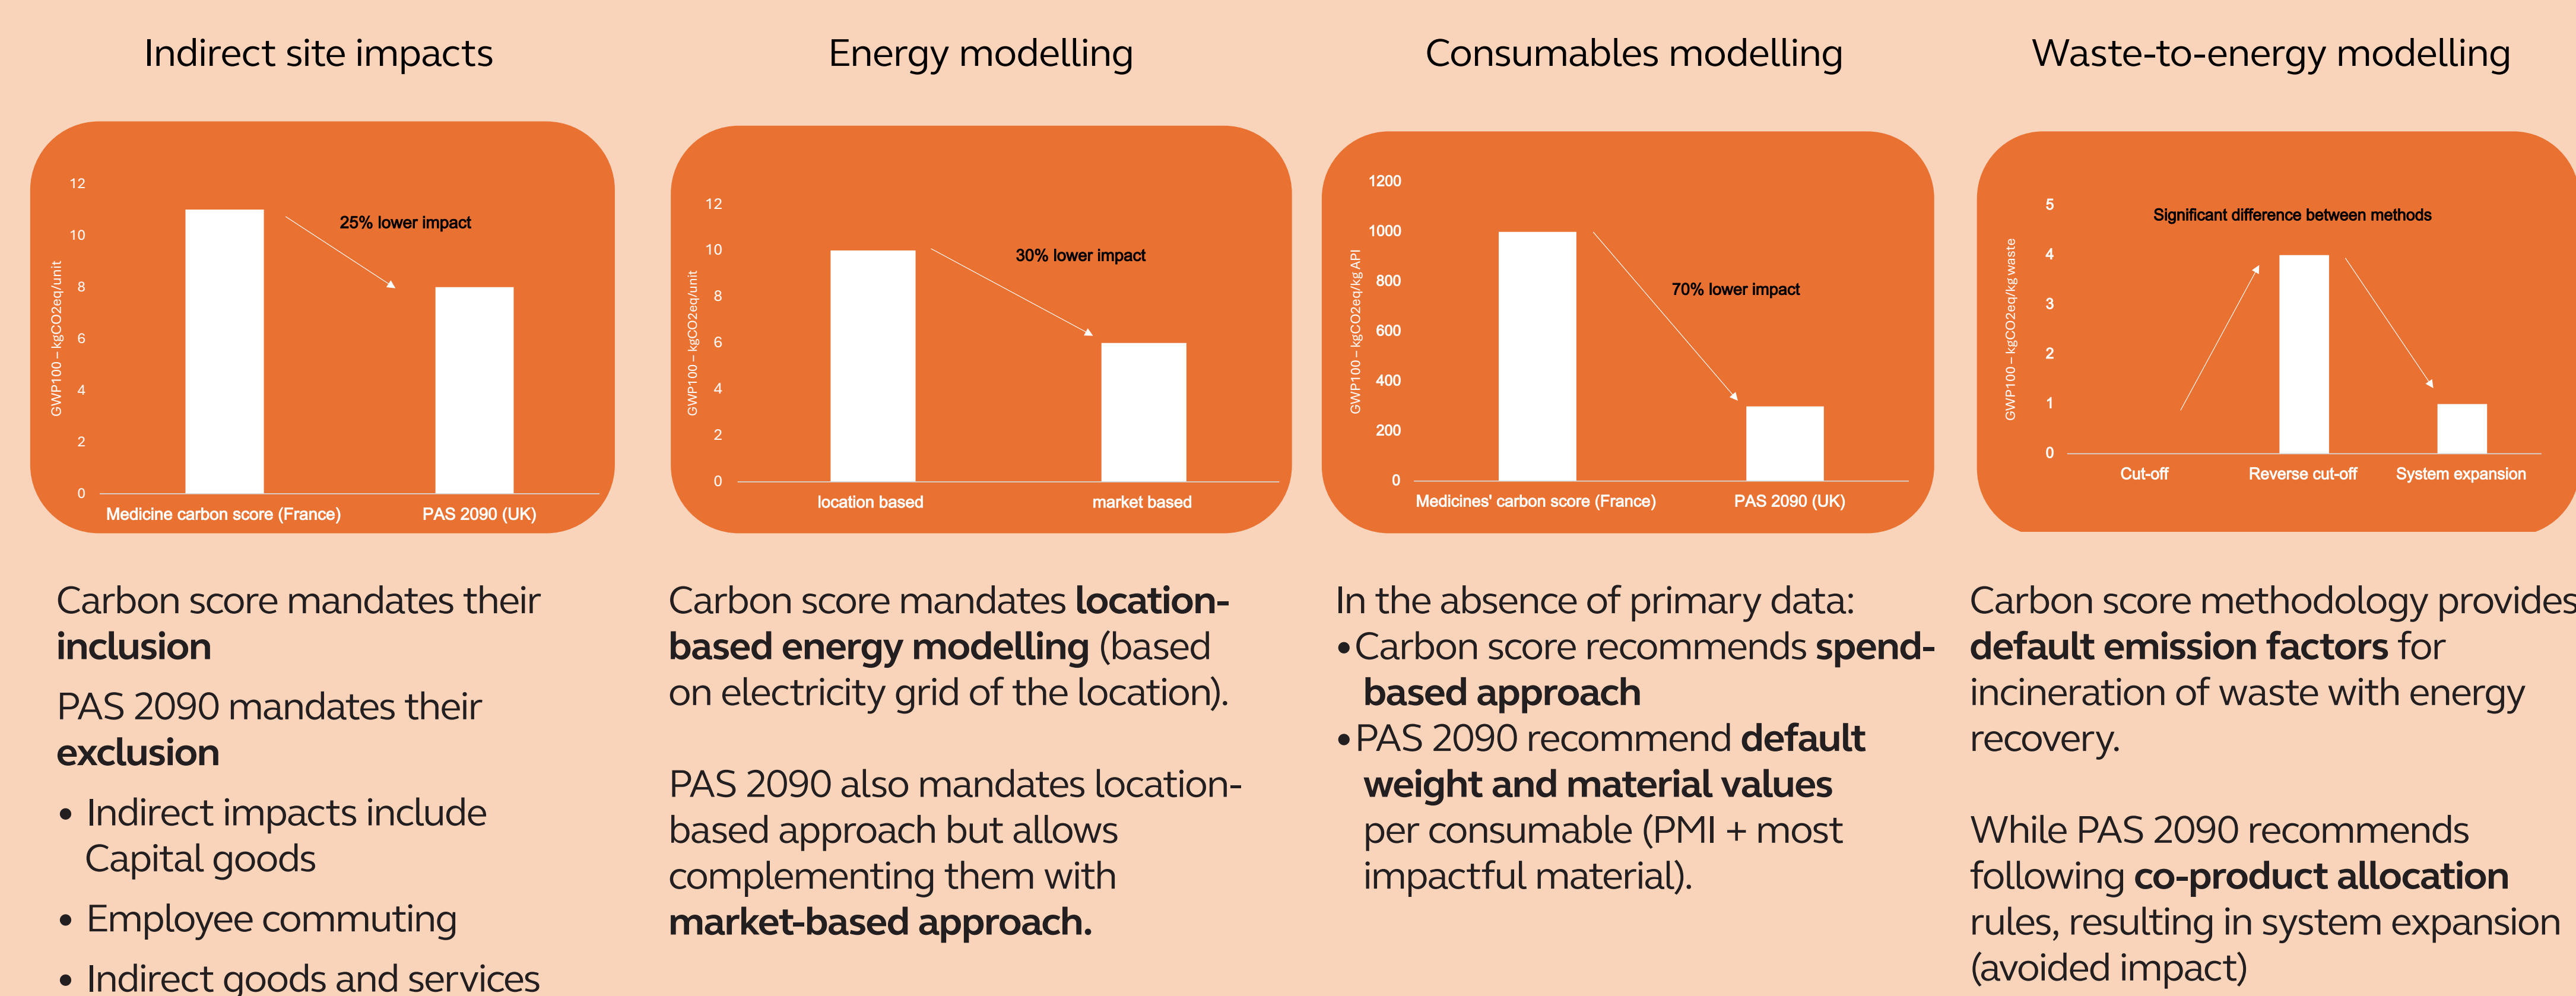 Indirect site impacts
12
10
8
6
4
2
0
GWP100 – kgCO2eq/unit
25% lower impact
Medicine carbon score (France)
PAS 2090 (UK)
Carbon score mandates their
inclusion
PAS 2090 mandates their
exclusion
• Indirect impacts include
Capital goods
• Employee commuting
• Indirect goods and services
Energy modelling
12
10
8
6
4
2
0
GWP100 – kgCO2eq/unit
30% lower impact
location based
market based
Carbon score mandates location-
based energy modelling (based
on electricity grid of the location).
PAS 2090 also mandates location-
based approach but allows
complementing them with
market-based approach.
Consumables modelling
1200
1000
800
600
400
200
0
GWP100 – kgCO2eq/kg API
70% lower impact
Medicines' carbon score (France)
PAS 2090 (UK)
In the absence of primary data:
•Carbon score recommends spend-
based approach
•PAS 2090 recommend default
weight and material values
per consumable (PMI + most
impactful material).
Waste-to-energy modelling
5
4
3
2
1
0
GWP100 – kgCO2eq/kg waste
Significant difference between methods
Cut-off
Reverse cut-off
System expansion
Carbon score methodology provides
default emission factors for
incineration of waste with energy
recovery.
While PAS 2090 recommends
following co-product allocation
rules, resulting in system expansion
(avoided impact)